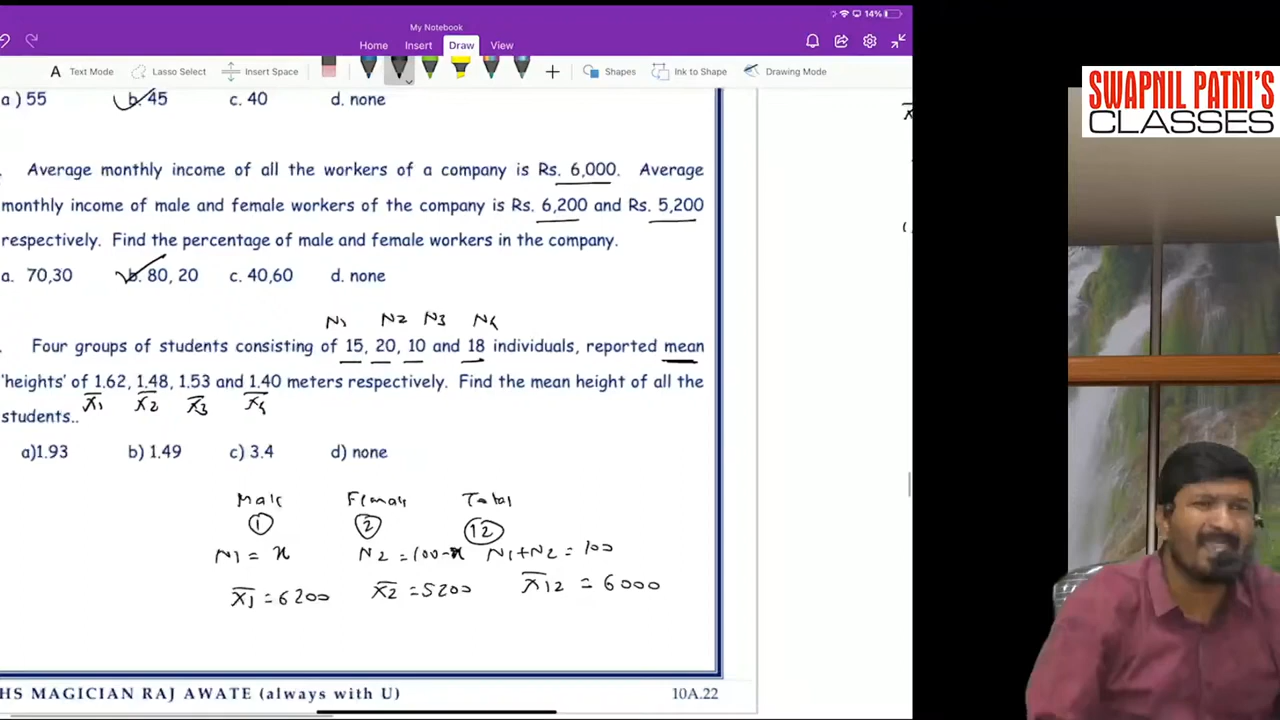 14%
My Notebook
Home Insert Draw View
A Text Mode Lasso Select Insert Space Shapes Ink to Shape Drawing Mode
a ) 55 b. 45 c. 40 d. none
SWAPNIL PATNI'S
CLASSES
Average monthly income of all the workers of a company is Rs. 6,000. Average
monthly income of male and female workers of the company is Rs. 6,200 and Rs. 5,200
respectively. Find the percentage of male and female workers in the company.
a. 70,30 b. 80, 20 c. 40,60 d. none
N1 N2 N3 N4
Four groups of students consisting of 15, 20, 10 and 18 individuals, reported mean
'heights' of 1.62, 1.48, 1.53 and 1.40 meters respectively. Find the mean height of all the
x̄1 x̄2 x̄3 x̄4
students..
a)1.93 b) 1.49 c) 3.4 d) none
Male Female Total
1 2 12
N1 = x N2 = 100-x N1+N2 = 100
x̄1 = 6200 x̄2 = 5200 x̄12 = 6000
HS MAGICIAN RAJ AWATE (always with U) 10A.22